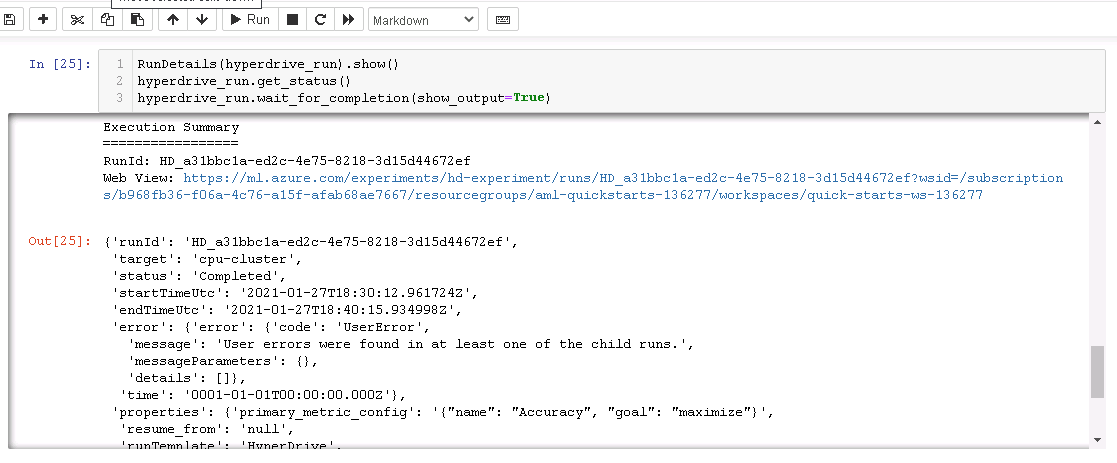 Run
Markdown
In [25]:
1 RunDetails(hyperdrive_run).show()
2 hyperdrive_run.get_status()
3 hyperdrive_run.wait_for_completion(show_output=True)
Execution Summary
=================
RunId: HD_a31bbc1a-ed2c-4e75-8218-3d15d44672ef
Web View: https://ml.azure.com/experiments/hd-experiment/runs/HD_a31bbc1a-ed2c-4e75-8218-3d15d44672ef?wsid=/subscription
s/b968fb36-f06a-4c76-a15f-afab68ae7667/resourcegroups/aml-quickstarts-136277/workspaces/quick-starts-ws-136277
Out[25]: {'runId': 'HD_a31bbc1a-ed2c-4e75-8218-3d15d44672ef',
'target': 'cpu-cluster',
'status': 'Completed',
'startTimeUtc': '2021-01-27T18:30:12.961724Z',
'endTimeUtc': '2021-01-27T18:40:15.934998Z',
'error': {'error': {'code': 'UserError',
'message': 'User errors were found in at least one of the child runs.',
'messageParameters': {},
'details': []},
'time': '0001-01-01T00:00:00.000Z'},
'properties': {'primary_metric_config': '{"name": "Accuracy", "goal": "maximize"}',
'resume_from': 'null',
'runTemplate': 'HyperDrive',